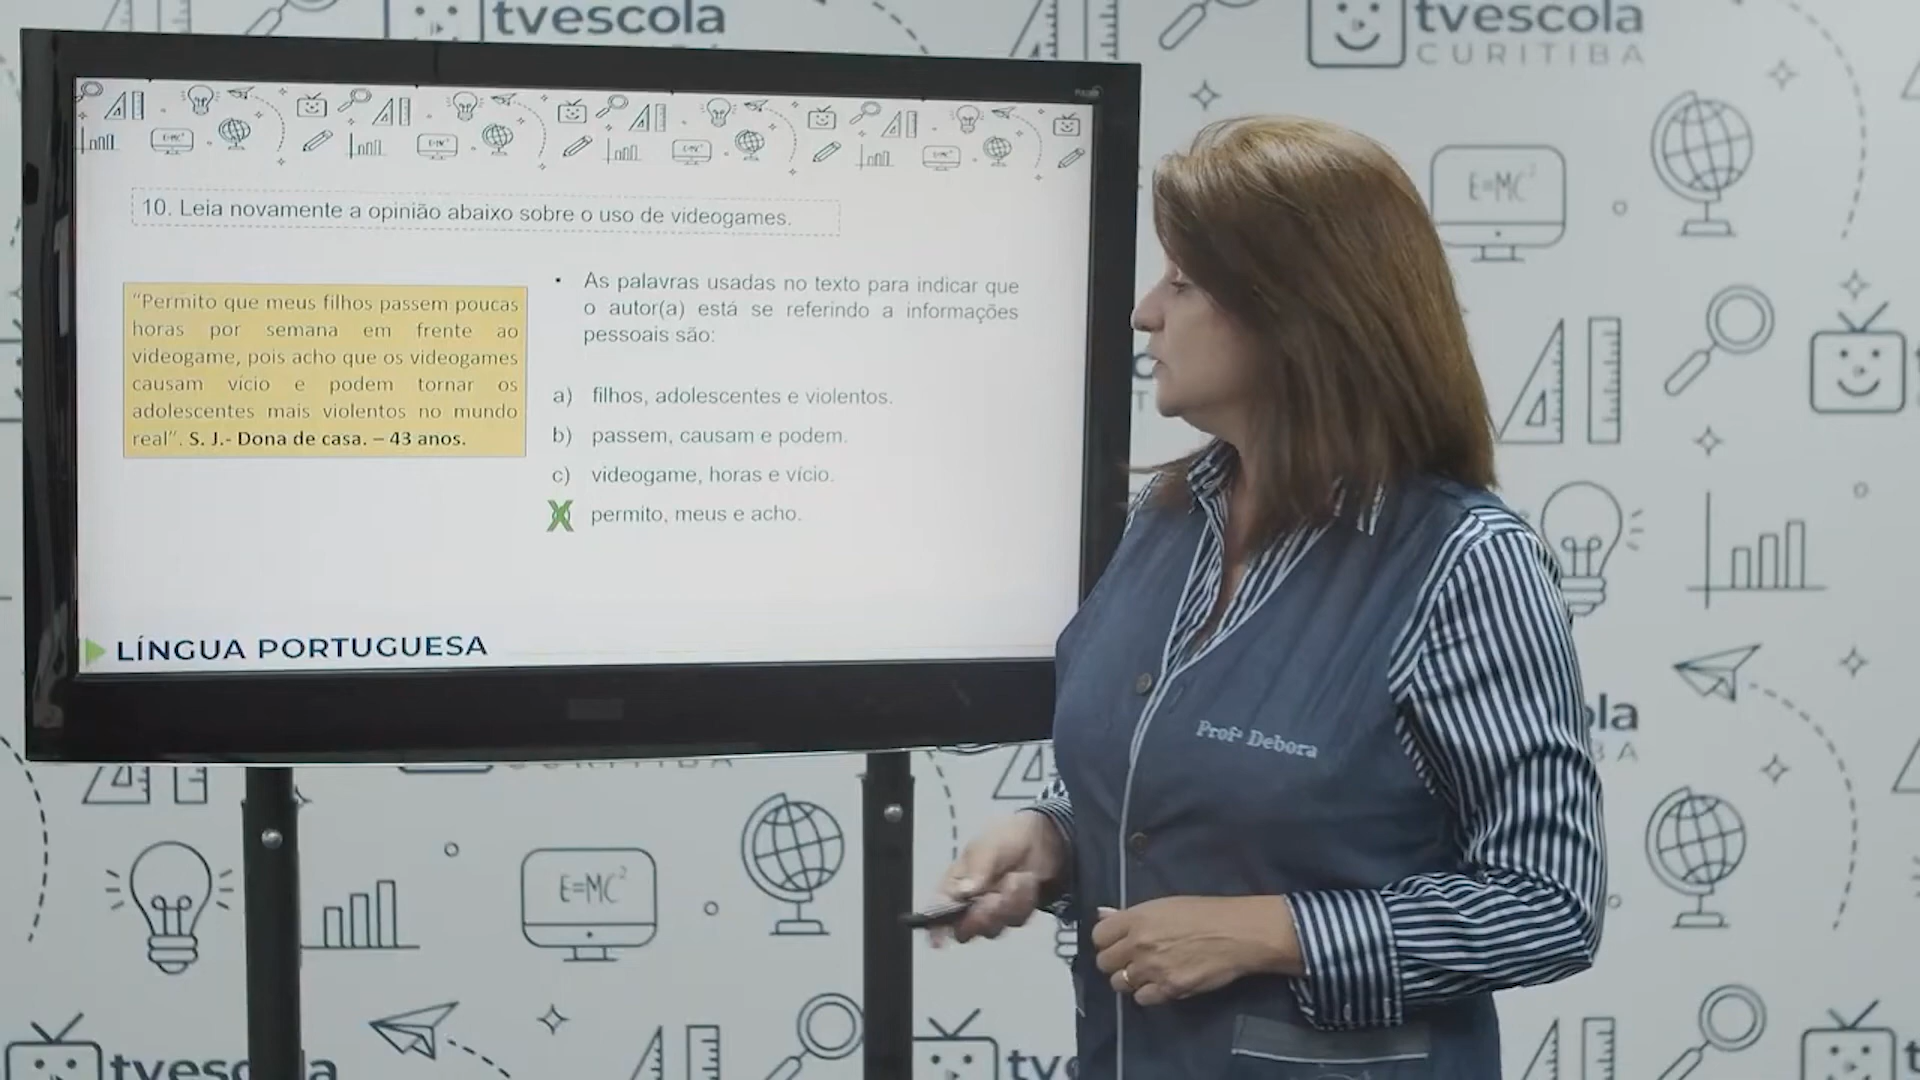 tvescola
tvescola
CURITIBA
10. Leia novamente a opinião abaixo sobre o uso de videogames.
“Permito que meus filhos passem poucas
horas por semana em frente ao
videogame, pois acho que os videogames
causam vício e podem tornar os
adolescentes mais violentos no mundo
real”. S. J.- Dona de casa. – 43 anos.
• As palavras usadas no texto para indicar que
o autor(a) está se referindo a informações
pessoais são:
a) filhos, adolescentes e violentos.
b) passem, causam e podem.
c) videogame, horas e vício.
X permito, meus e acho.
LÍNGUA PORTUGUESA
E=MC²
Profª Debora
E=MC²